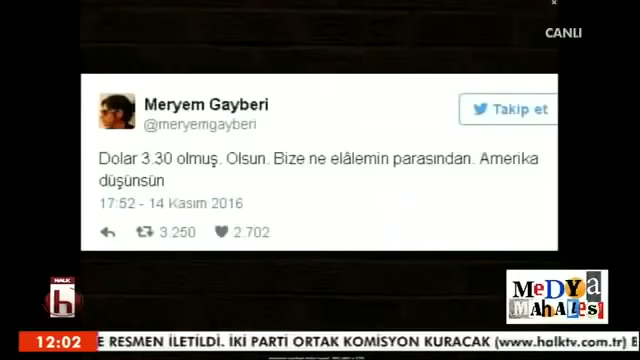 CANLI
Meryem Gayberi
@meryemgayberi
Takip et
Dolar 3.30 olmuş. Olsun. Bize ne elâlemin parasından. Amerika
düşünsün
17:52 - 14 Kasım 2016
3.250 2.702
HALK
h
MeDYa
MaHALLesi
12:02 E RESMEN İLETİLDİ. İKİ PARTİ ORTAK KOMİSYON KURACAK (www.halktv.com.tr) E